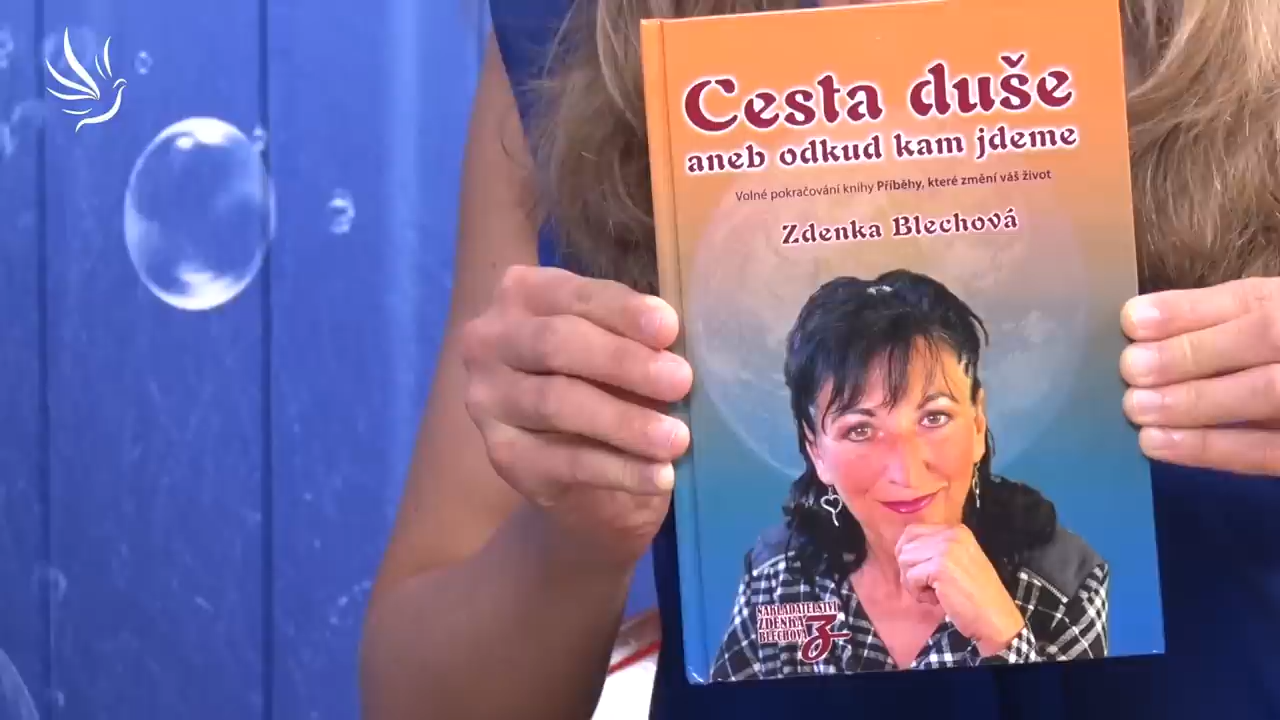 Cesta duše
aneb odkud kam jdeme
Volné pokračování knihy Příběhy, které změní váš život
Zdenka Blechová
NAKLADATELSTVÍ
ZDENKA
BLECHOVÁ
Z